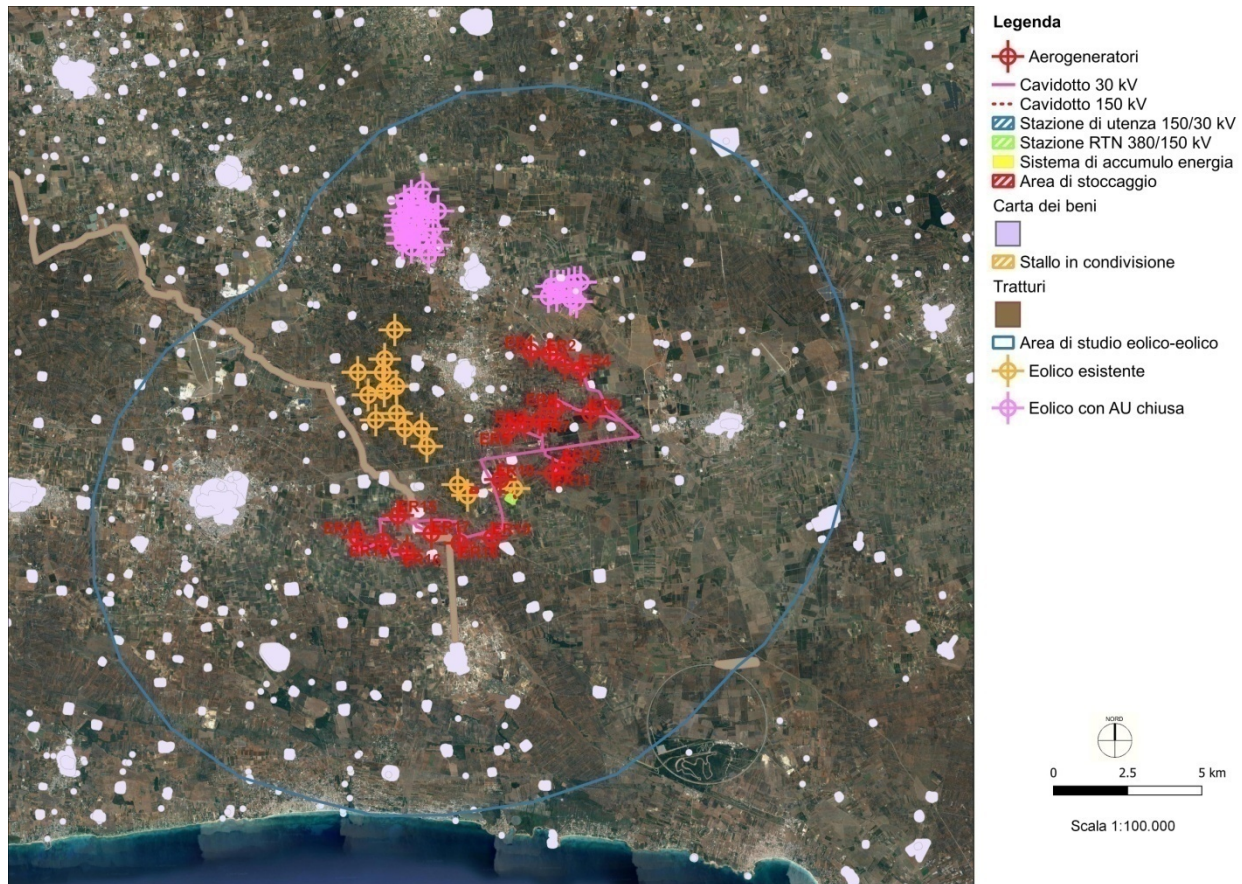 Legenda
Aerogeneratori
Cavidotto 30 kV
Cavidotto 150 kV
Stazione di utenza 150/30 kV
Stazione RTN 380/150 kV
Sistema di accumulo energia
Area di stoccaggio
Carta dei beni
Stallo in condivisione
Tratturi
Area di studio eolico-eolico
Eolico esistente
Eolico con AU chiusa
NORD
0 2.5 5 km
Scala 1:100.000